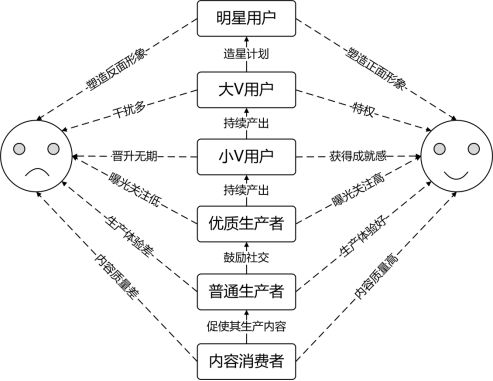 明星用户
塑造反面形象
造星计划
塑造正面形象
大V用户
干扰多
持续产出
特权
晋升无期
小V用户
获得成就感
曝光关注低
持续产出
曝光关注高
优质生产者
生产体验差
鼓励社交
生产体验好
普通生产者
内容质量差
促使其生产内容
内容质量高
内容消费者